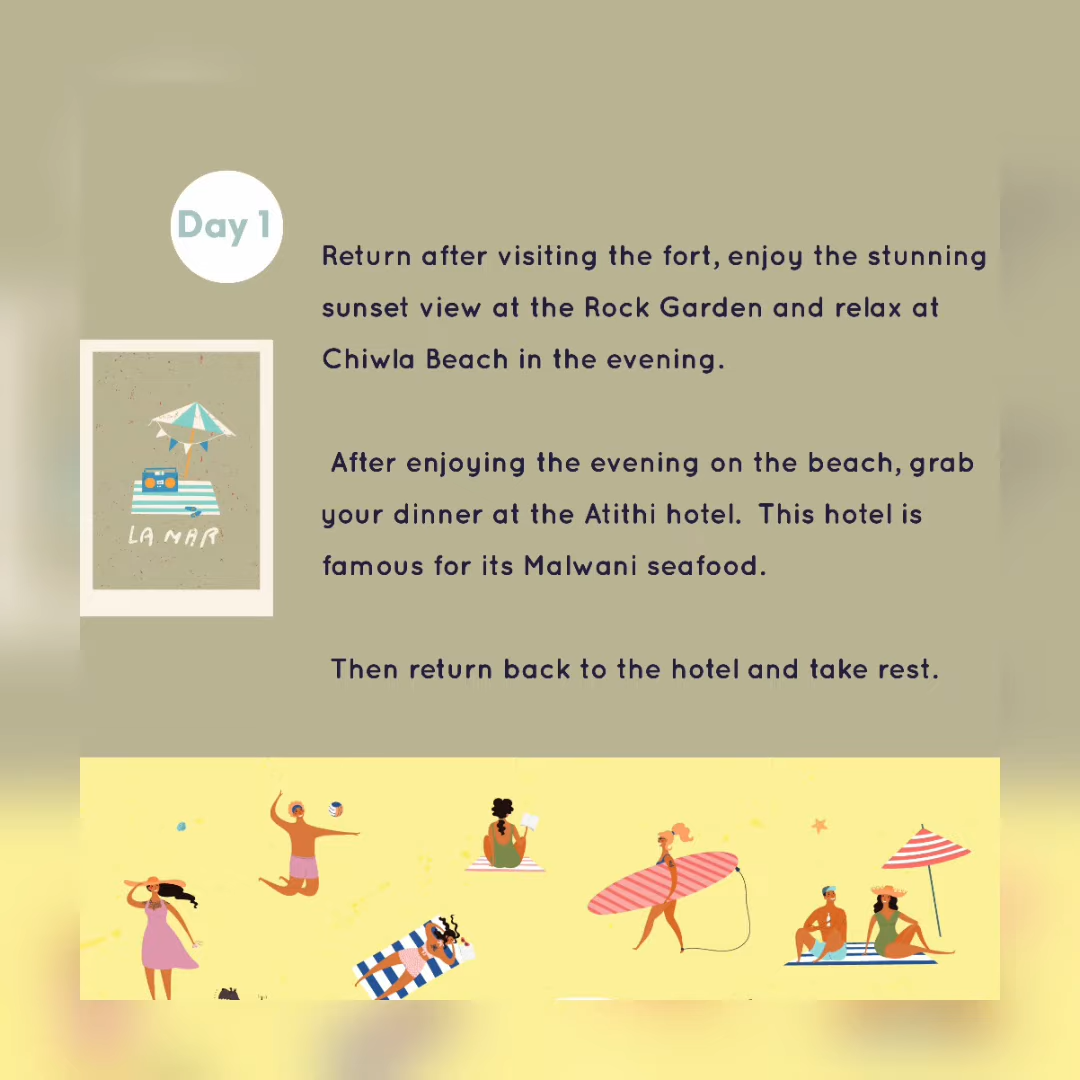 Day 1
Return after visiting the fort, enjoy the stunning
sunset view at the Rock Garden and relax at
Chiwla Beach in the evening.
After enjoying the evening on the beach, grab
your dinner at the Atithi hotel. This hotel is
famous for its Malwani seafood.
Then return back to the hotel and take rest.
LA MAR